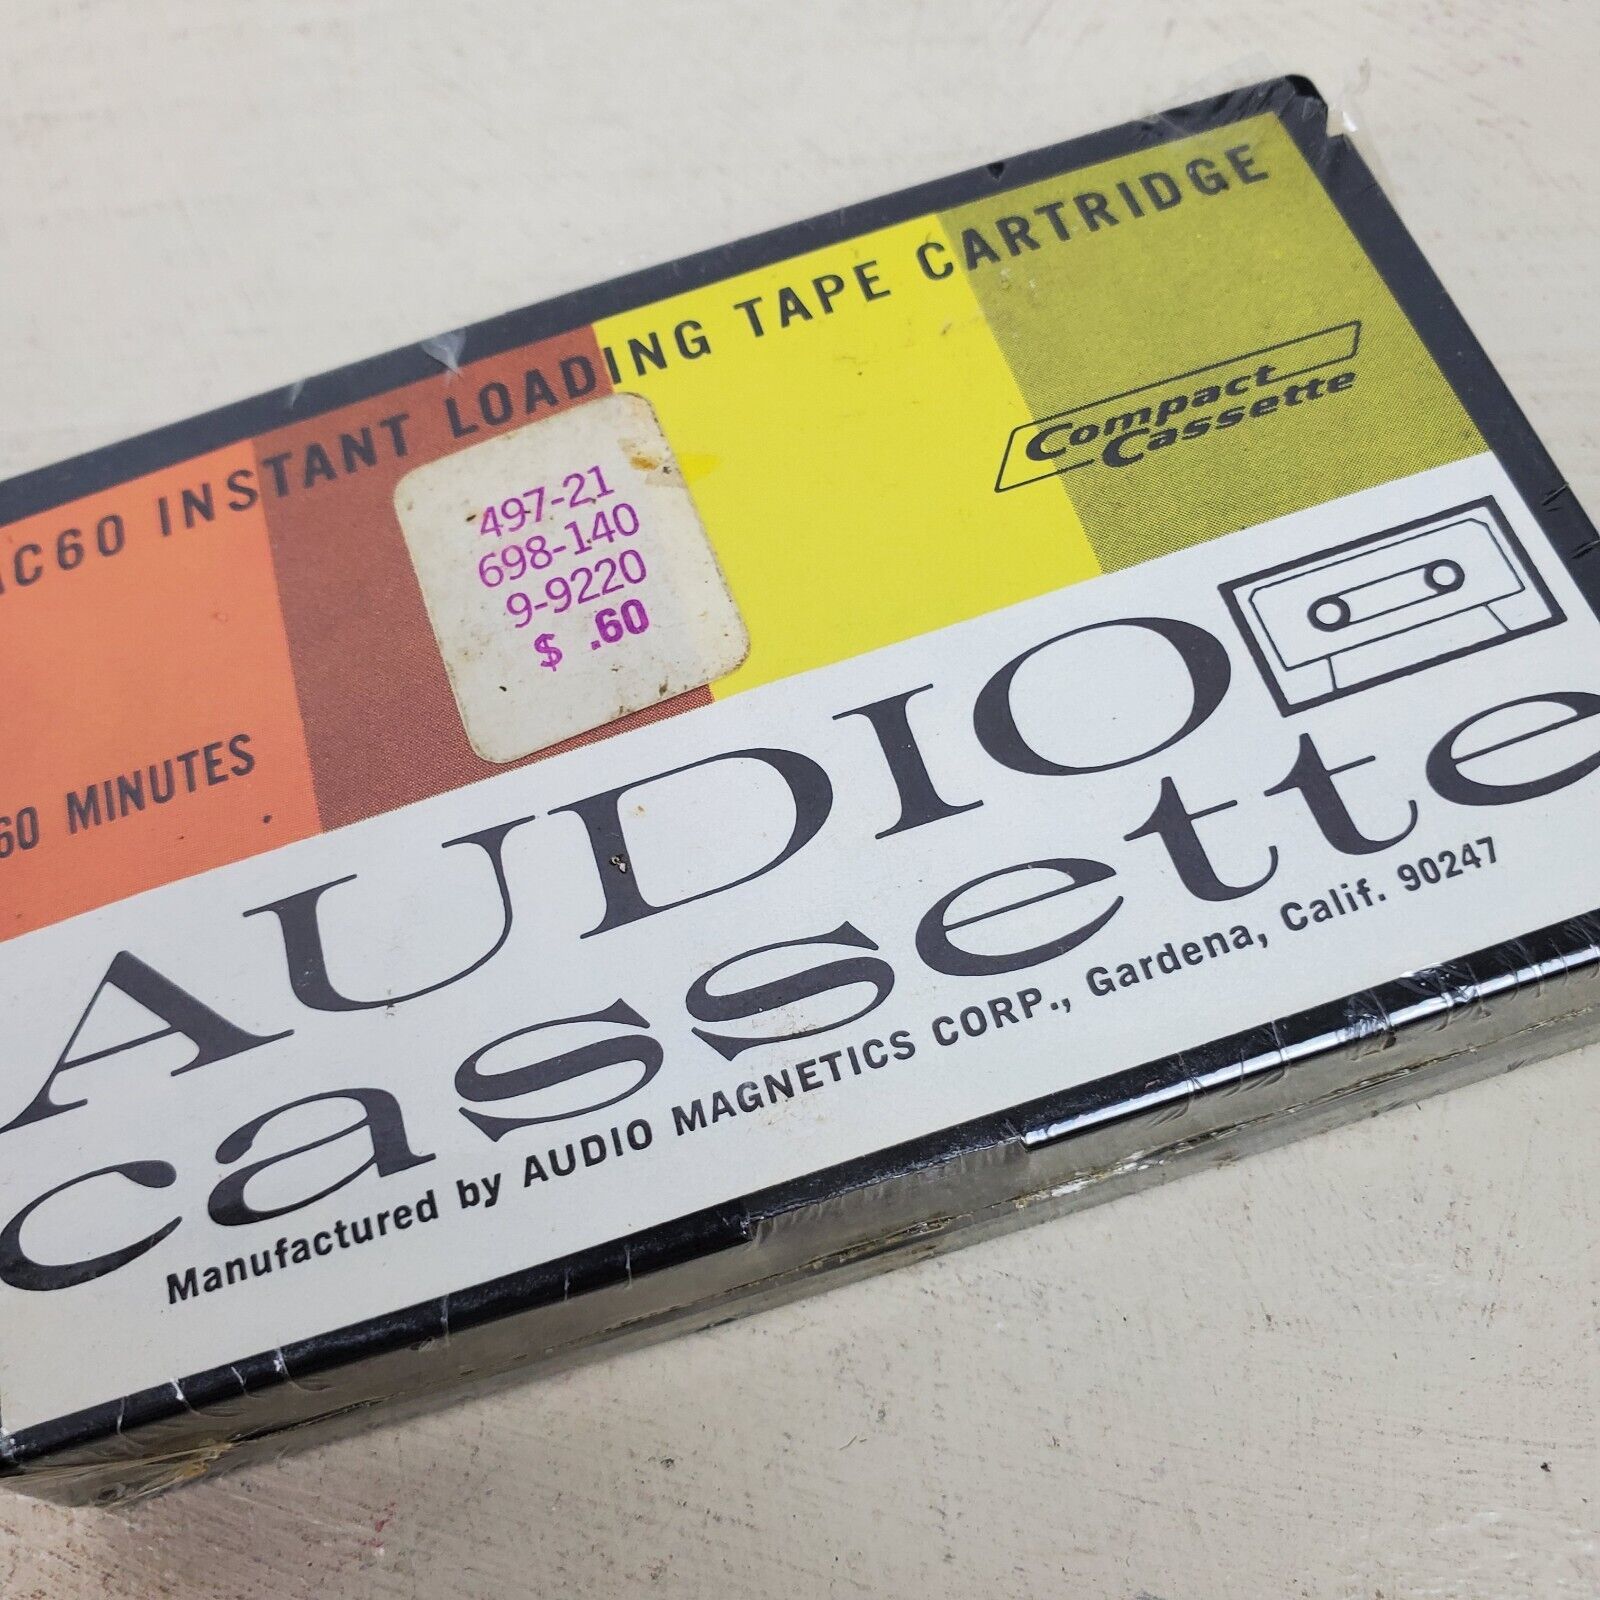 C60 INSTANT LOADING TAPE CARTRIDGE
Compact
Cassette
497-21
698-140
9-9220
$ .60
60 MINUTES
AUDIO
cassette
Manufactured by AUDIO MAGNETICS CORP., Gardena, Calif. 90247